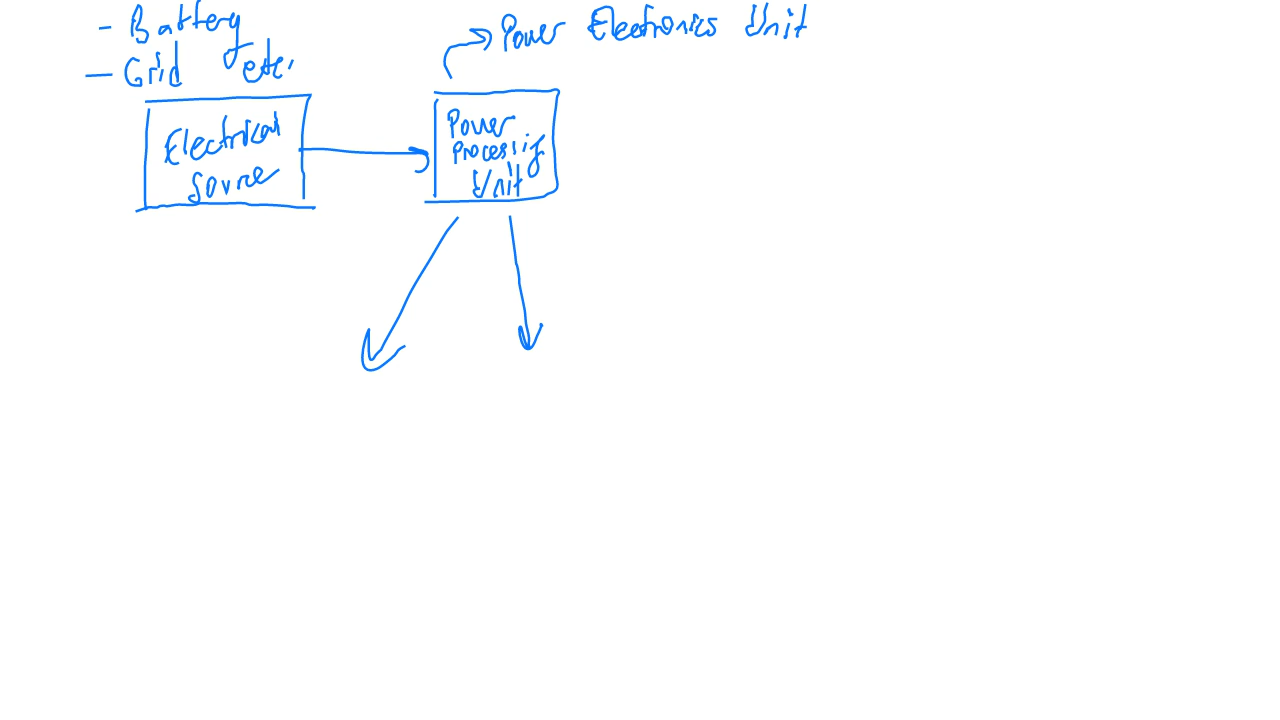 - Battery
- Grid etc.
Power Electronics Unit
Electrical
Source
Power
Processing
Unit